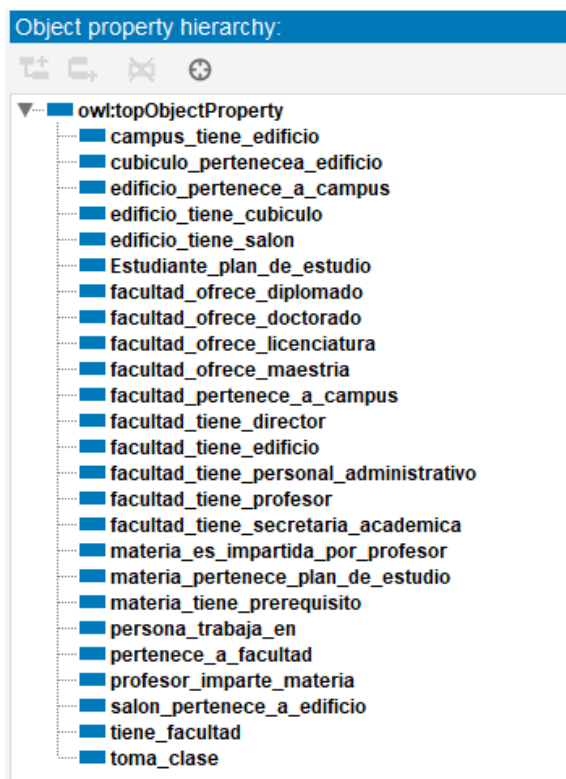 Object property hierarchy:
owl:topObjectProperty
campus_tiene_edificio
cubiculo_pertenecea_edificio
edificio_pertenece_a_campus
edificio_tiene_cubiculo
edificio_tiene_salon
Estudiante_plan_de_estudio
facultad_ofrece_diplomado
facultad_ofrece_doctorado
facultad_ofrece_licenciatura
facultad_ofrece_maestria
facultad_pertenece_a_campus
facultad_tiene_director
facultad_tiene_edificio
facultad_tiene_personal_administrativo
facultad_tiene_profesor
facultad_tiene_secretaria_academica
materia_es_impartida_por_profesor
materia_pertenece_plan_de_estudio
materia_tiene_prerequisito
persona_trabaja_en
pertenece_a_facultad
profesor_imparte_materia
salon_pertenece_a_edificio
tiene_facultad
toma_clase